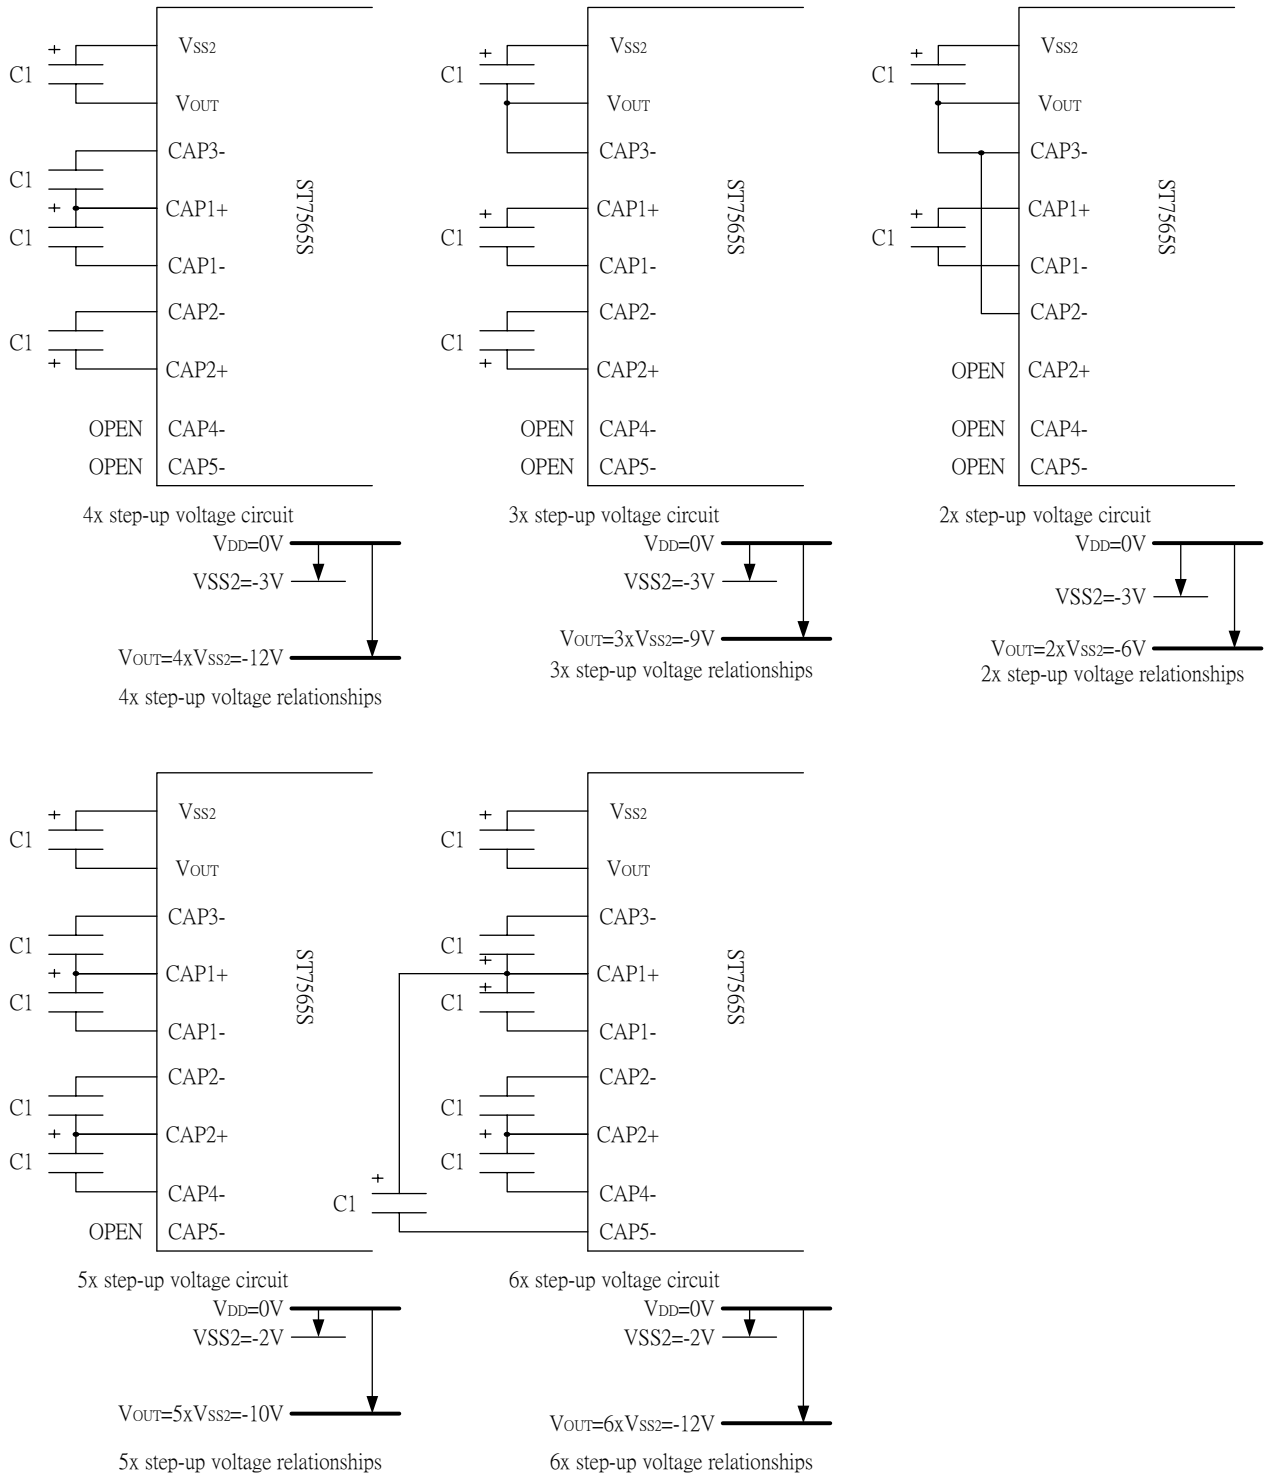 VSS2
+
C1
VOUT
CAP3-
C1
+
CAP1+
C1
CAP1-
CAP2-
C1
+
CAP2+
OPEN CAP4-
OPEN CAP5-
ST7565S
4x step-up voltage circuit
VDD=0V
VSS2=-3V
VOUT=4xVSS2=-12V
4x step-up voltage relationships
VSS2
+
C1
VOUT
CAP3-
CAP1+
+
C1
CAP1-
CAP2-
C1
+
CAP2+
OPEN CAP4-
OPEN CAP5-
ST7565S
3x step-up voltage circuit
VDD=0V
VSS2=-3V
VOUT=3xVSS2=-9V
3x step-up voltage relationships
VSS2
+
C1
VOUT
CAP3-
CAP1+
+
C1
CAP1-
CAP2-
OPEN CAP2+
OPEN CAP4-
OPEN CAP5-
ST7565S
2x step-up voltage circuit
VDD=0V
VSS2=-3V
VOUT=2xVSS2=-6V
2x step-up voltage relationships
VSS2
+
C1
VOUT
CAP3-
C1
+
CAP1+
C1
CAP1-
CAP2-
C1
+
CAP2+
C1
CAP4-
OPEN CAP5-
ST7565S
5x step-up voltage circuit
VDD=0V
VSS2=-2V
VOUT=5xVSS2=-10V
5x step-up voltage relationships
VSS2
+
C1
VOUT
CAP3-
C1
+
CAP1+
+
C1
CAP1-
CAP2-
C1
+
CAP2+
C1
+
CAP4-
C1
CAP5-
ST7565S
6x step-up voltage circuit
VDD=0V
VSS2=-2V
VOUT=6xVSS2=-12V
6x step-up voltage relationships